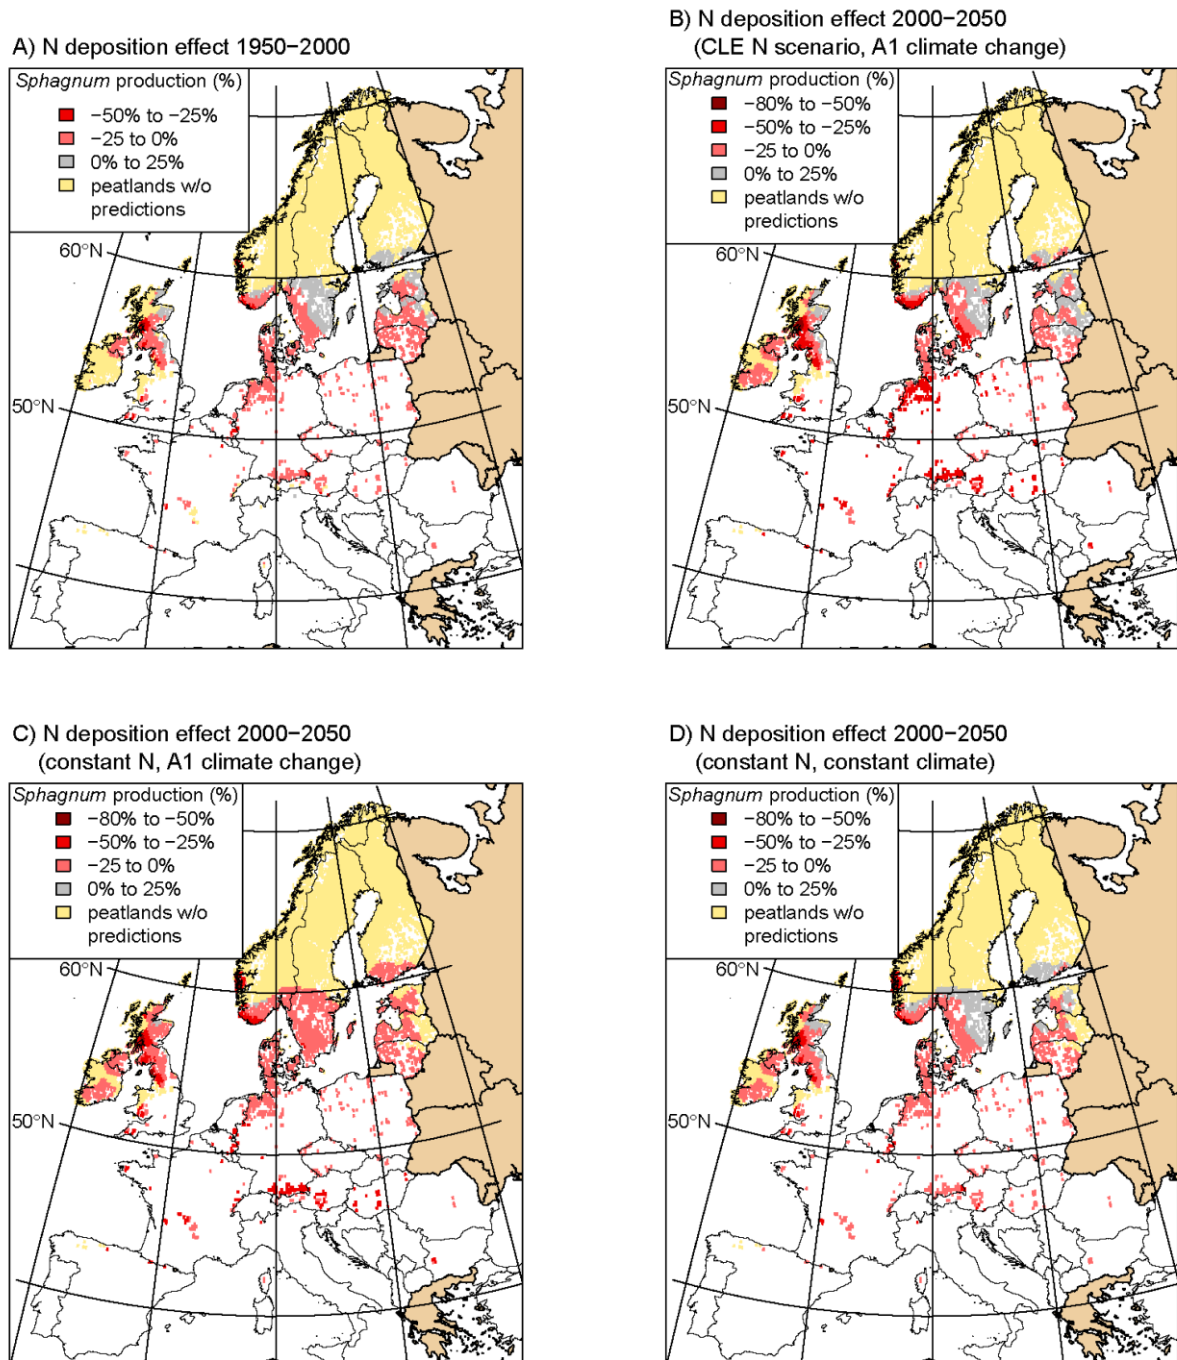 A) N deposition effect 1950−2000
Sphagnum production (%)
−50% to −25%
−25 to 0%
0% to 25%
peatlands w/o
predictions
60°N
50°N
B) N deposition effect 2000−2050
(CLE N scenario, A1 climate change)
Sphagnum production (%)
−80% to −50%
−50% to −25%
−25 to 0%
0% to 25%
peatlands w/o
predictions
60°N
50°N
C) N deposition effect 2000−2050
(constant N, A1 climate change)
Sphagnum production (%)
−80% to −50%
−50% to −25%
−25 to 0%
0% to 25%
peatlands w/o
predictions
60°N
50°N
D) N deposition effect 2000−2050
(constant N, constant climate)
Sphagnum production (%)
−80% to −50%
−50% to −25%
−25 to 0%
0% to 25%
peatlands w/o
predictions
60°N
50°N